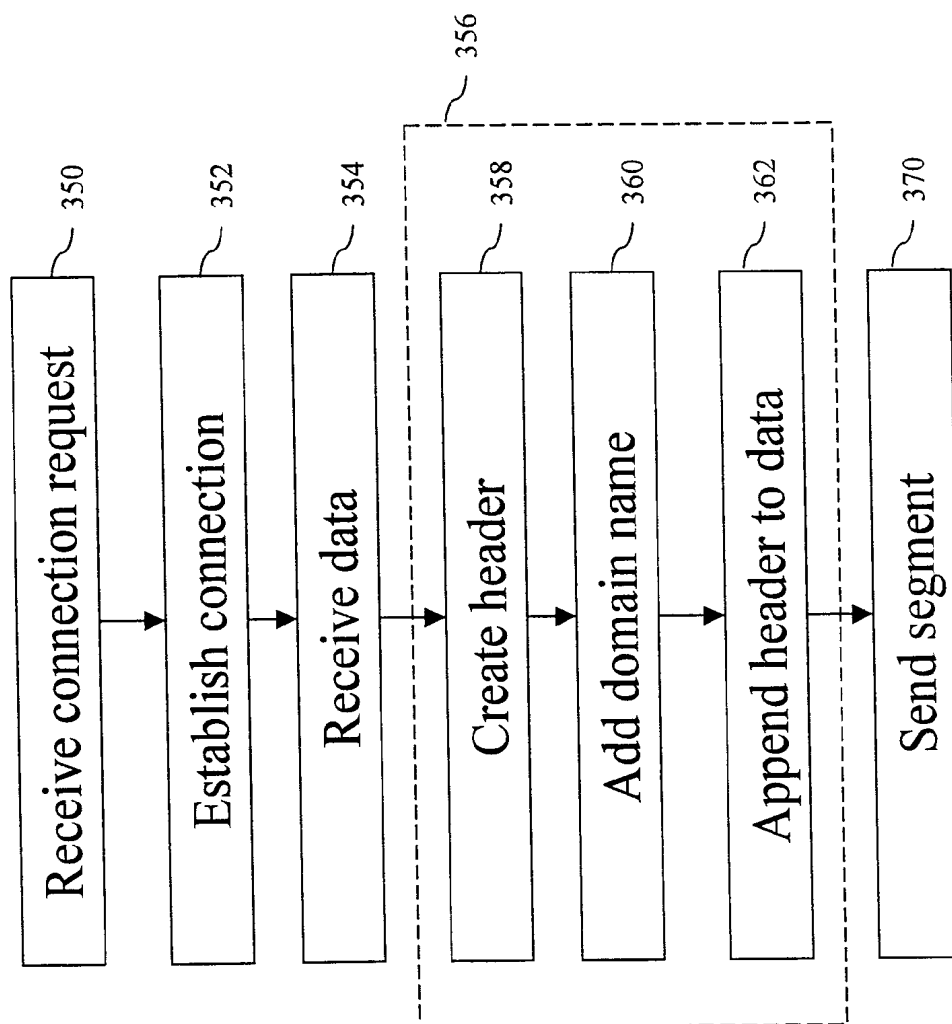 Receive connection request
350
Establish connection
352
Receive data
354
356
Create header
358
Add domain name
360
Append header to data
362
Send segment
370